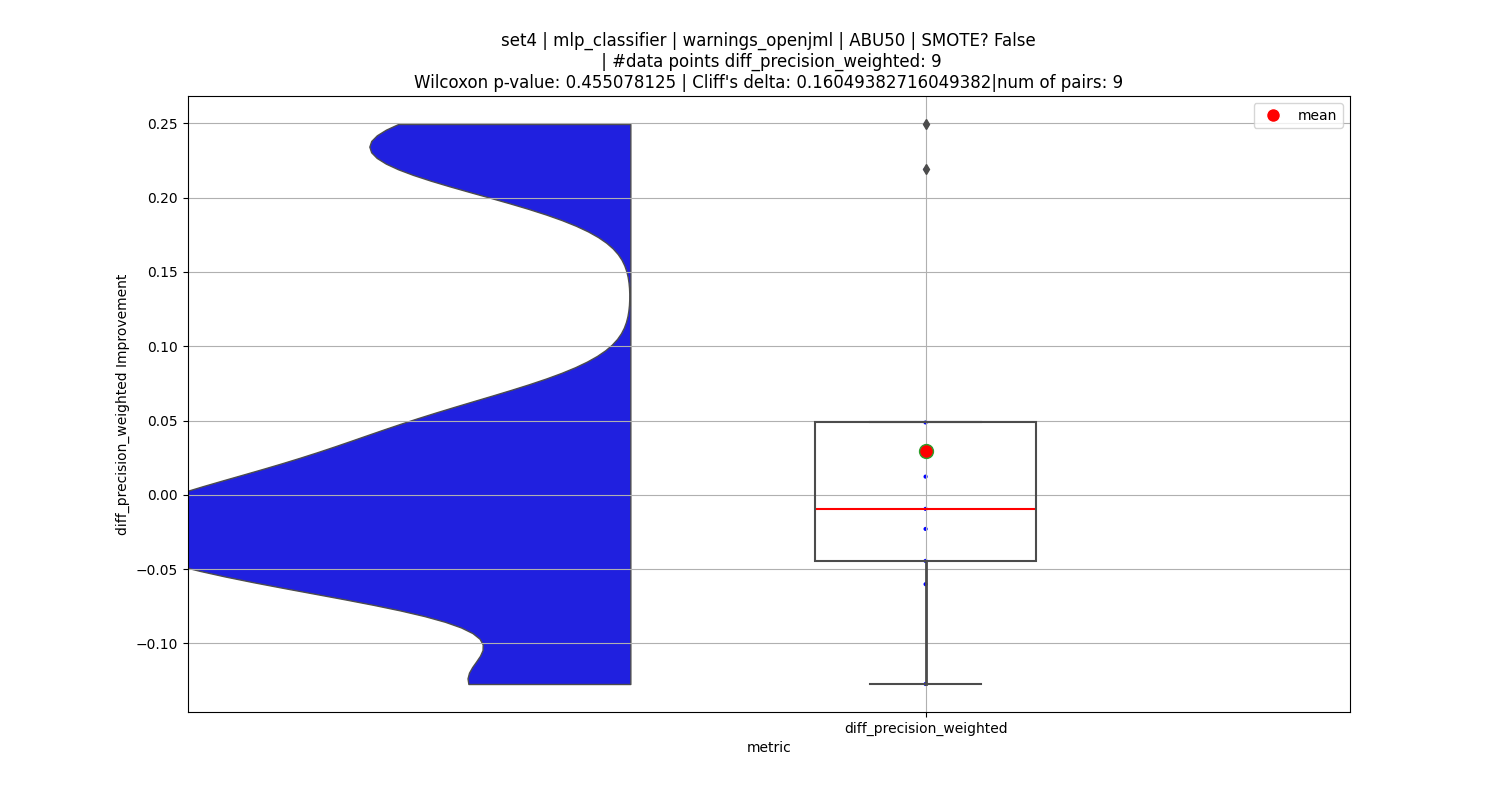 set4 | mlp_classifier | warnings_openjml | ABU50 | SMOTE? False
| #data points diff_precision_weighted: 9
Wilcoxon p-value: 0.455078125 | Cliff's delta: 0.16049382716049382|num of pairs: 9
mean
diff_precision_weighted Improvement
0.25
0.20
0.15
0.10
0.05
0.00
−0.05
−0.10
diff_precision_weighted
metric